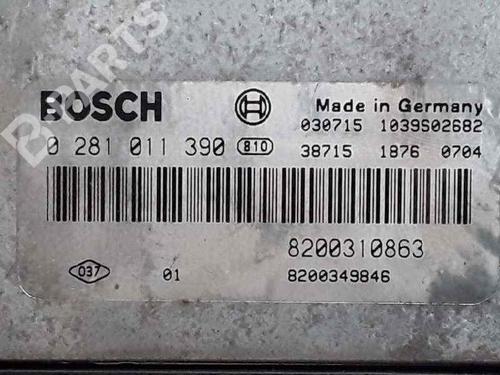 BOSCH
Made in Germany
030715 1039S02682
0 281 011 390 810
38715 1876 0704
8200310863
037 01 8200349846
B PARTS